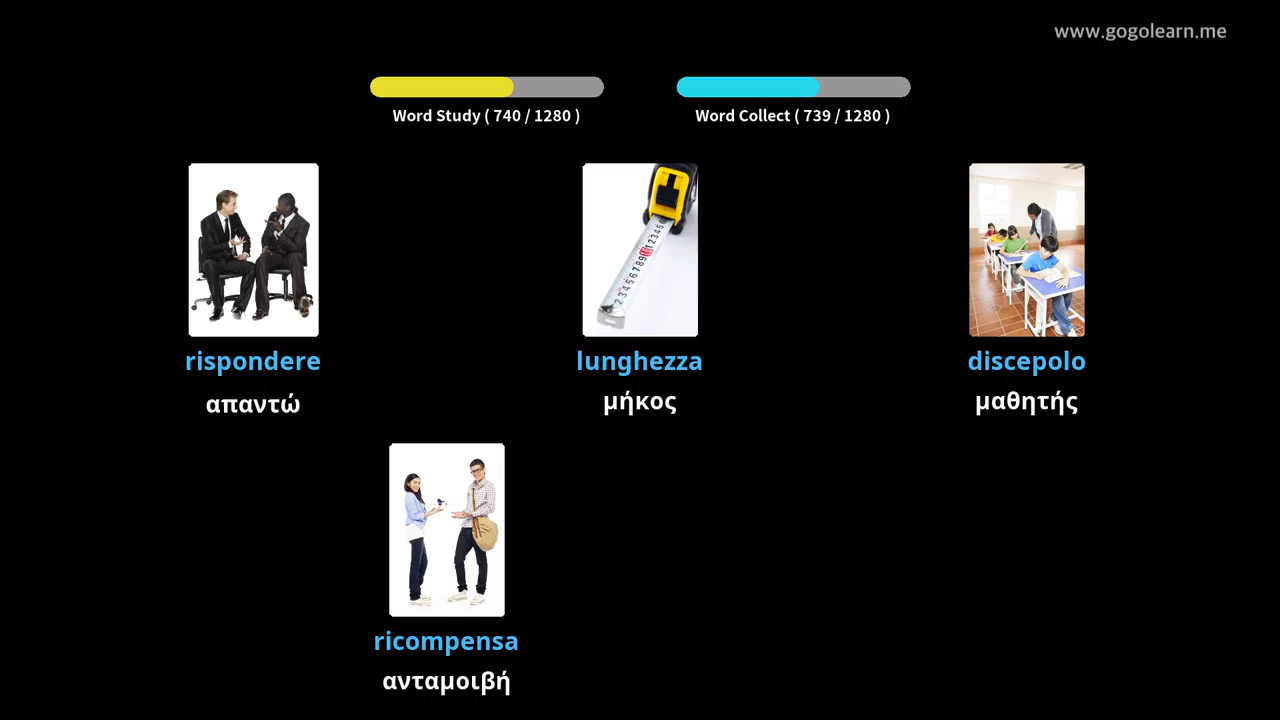 www.gogolearn.me
Word Study ( 740 / 1280 )
Word Collect ( 739 / 1280 )
rispondere
απαντώ
lunghezza
μήκος
discepolo
μαθητής
ricompensa
ανταμοιβή